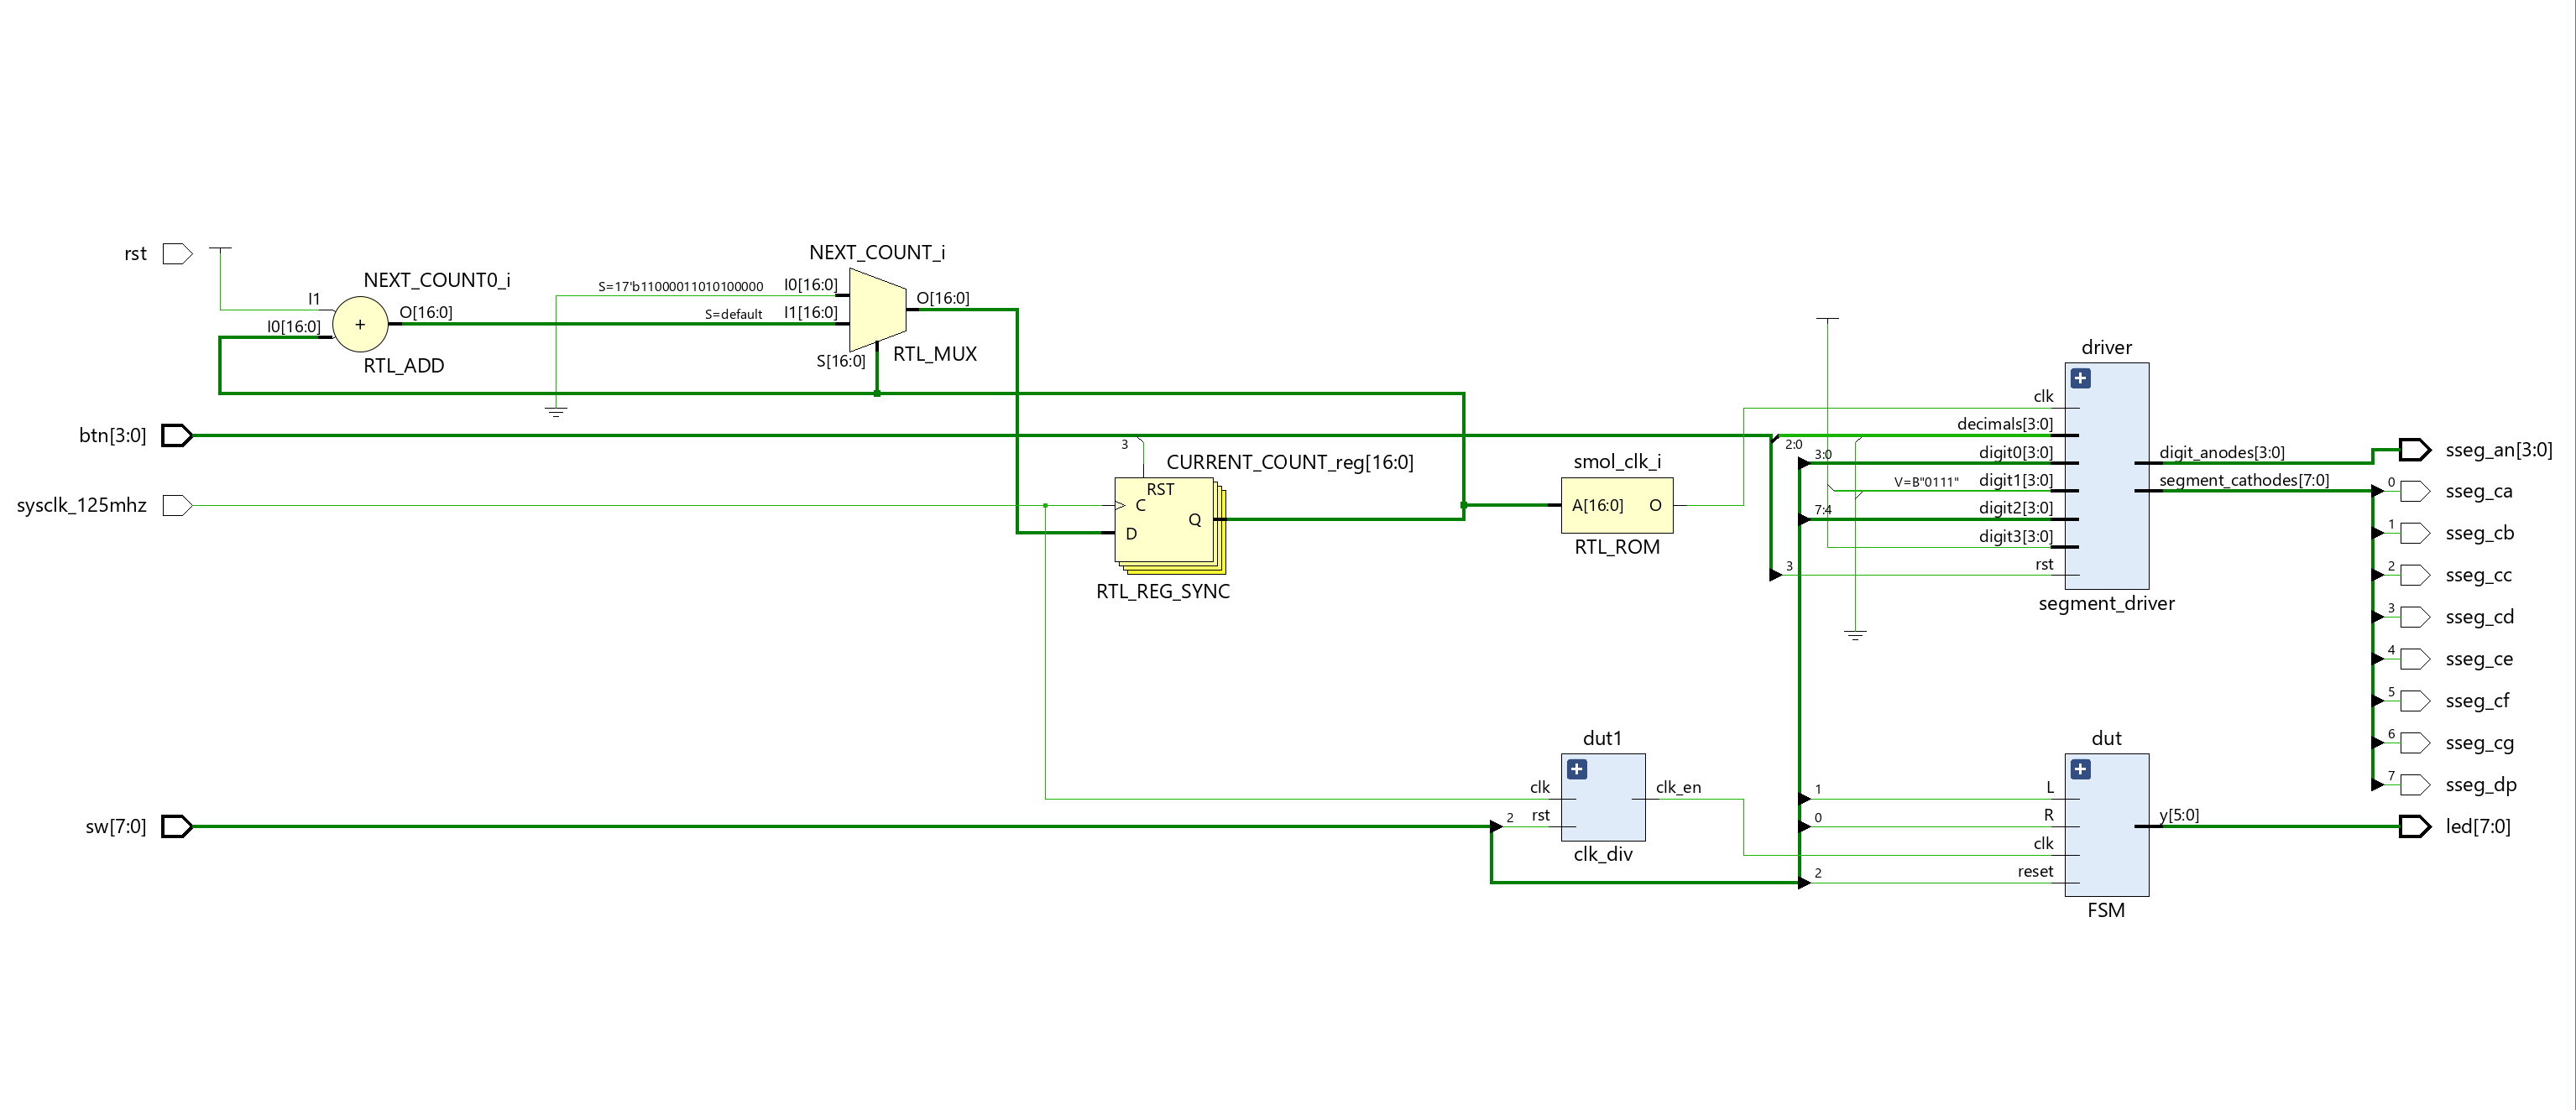 rst
NEXT_COUNT0_i
I1
I0[16:0]
+
O[16:0]
RTL_ADD
NEXT_COUNT_i
S=17'b11000011010100000
I0[16:0]
S=default
I1[16:0]
O[16:0]
S[16:0]
RTL_MUX
btn[3:0]
sysclk_125mhz
3
CURRENT_COUNT_reg[16:0]
RST
C
Q
D
RTL_REG_SYNC
smol_clk_i
A[16:0]
O
RTL_ROM
driver
clk
decimals[3:0]
2:0
3:0
digit0[3:0]
V=B"0111"
digit1[3:0]
7:4
digit2[3:0]
digit3[3:0]
3
rst
digit_anodes[3:0]
segment_cathodes[7:0]
segment_driver
sseg_an[3:0]
0
sseg_ca
1
sseg_cb
2
sseg_cc
3
sseg_cd
4
sseg_ce
5
sseg_cf
6
sseg_cg
7
sseg_dp
sw[7:0]
dut1
clk
2
rst
clk_en
clk_div
dut
1
L
0
R
clk
2
reset
y[5:0]
FSM
led[7:0]